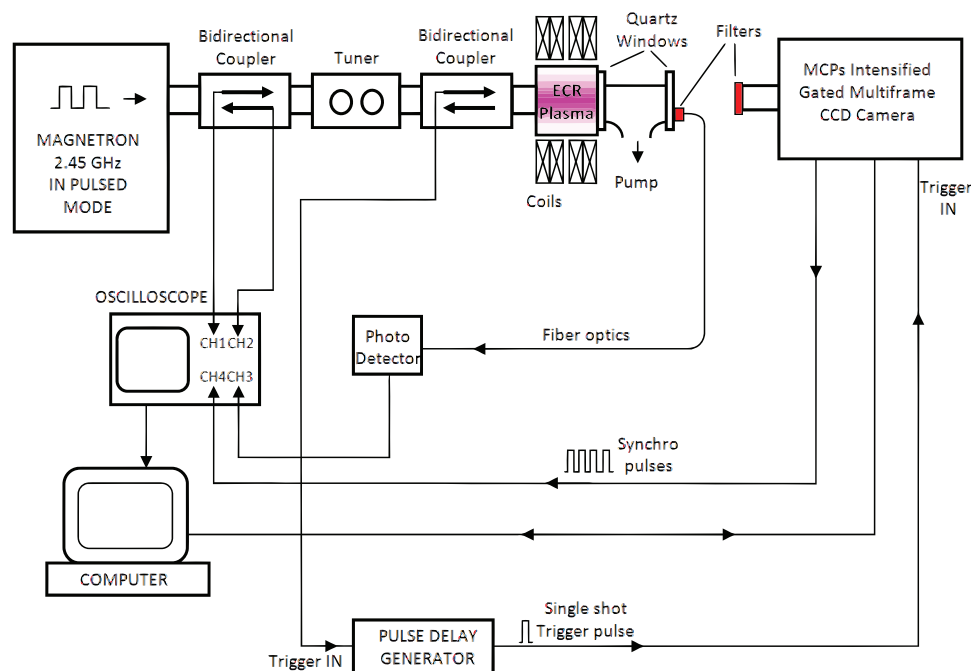 Bidirectional
Coupler
Tuner
Bidirectional
Coupler
Quartz
Windows
Filters
MAGNETRON
2.45 GHz
IN PULSED
MODE
ECR
Plasma
MCPs Intensified
Gated Multiframe
CCD Camera
Coils
Pump
Trigger
IN
OSCILLOSCOPE
CH1 CH2
CH4 CH3
Photo
Detector
Fiber optics
Synchro
pulses
COMPUTER
Single shot
Trigger pulse
Trigger IN
PULSE DELAY
GENERATOR